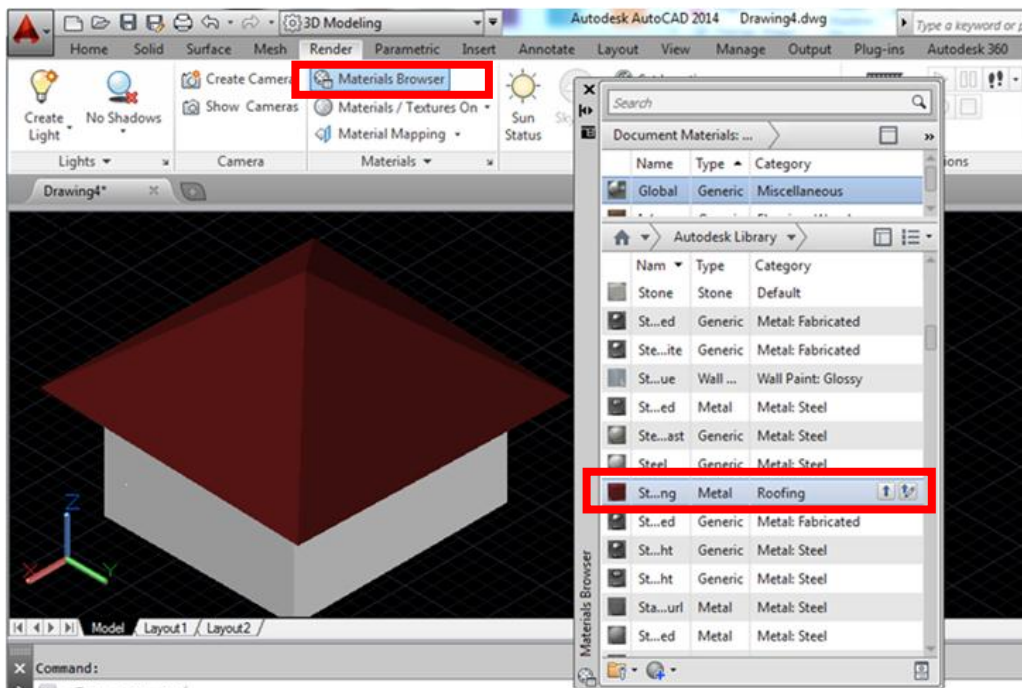 3D Modeling
Autodesk AutoCAD 2014 Drawing4.dwg
Type a keyword or
Home Solid Surface Mesh Render Parametric Insert Annotate Layout View Manage Output Plug-ins Autodesk 360
Create Camera Materials Browser
Create Light
No Shadows
Show Cameras
Materials / Textures On
Sun Status
Material Mapping
Lights Camera Materials
Drawing4*
Search
Document Materials: ...
Name Type Category
Global Generic Miscellaneous
Autodesk Library
Nam Type Category
Stone Stone Default
St...ed Generic Metal: Fabricated
Ste...ite Generic Metal: Fabricated
St...ue Wall ... Wall Paint: Glossy
St...ed Metal Metal: Steel
Ste...ast Generic Metal: Steel
Steel Generic Metal: Steel
St...ng Metal Roofing
St...ed Generic Metal: Fabricated
St...ht Generic Metal: Steel
St...ht Generic Metal: Steel
Sta...url Metal Metal: Steel
St...ed Metal Metal: Steel
Materials Browser
Z
X
Y
Model Layout1 Layout2
Command: